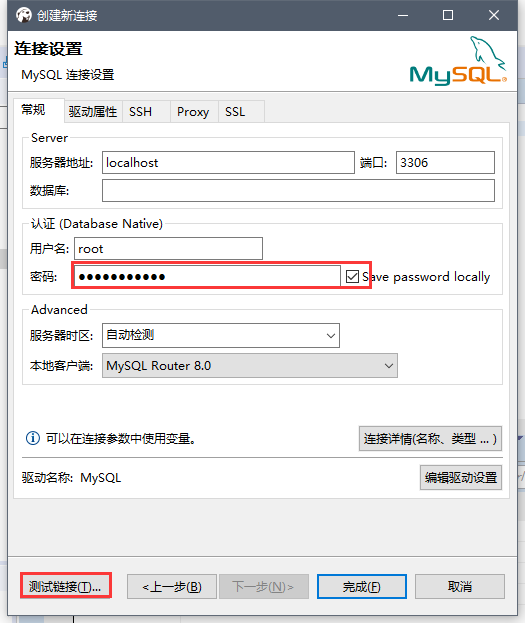 创建新连接
连接设置
MySQL 连接设置
MySQL®
常规 驱动属性 SSH Proxy SSL
Server
服务器地址: localhost 端口: 3306
数据库:
认证 (Database Native)
用户名: root
密码: ●●●●●●●●●●● Save password locally
Advanced
服务器时区: 自动检测
本地客户端: MySQL Router 8.0
可以在连接参数中使用变量。 连接详情(名称、类型 ... )
驱动名称: MySQL 编辑驱动设置
测试链接(T)... <上一步(B) 下一步(N)> 完成(F) 取消